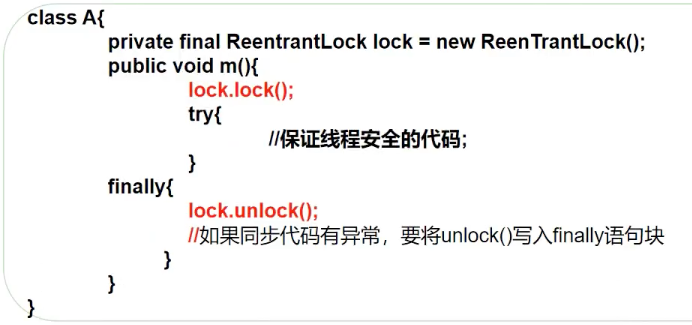 class A{
private final ReentrantLock lock = new ReenTrantLock();
public void m(){
lock.lock();
try{
//保证线程安全的代码;
}
finally{
lock.unlock();
//如果同步代码有异常，要将unlock()写入finally语句块
}
}
}